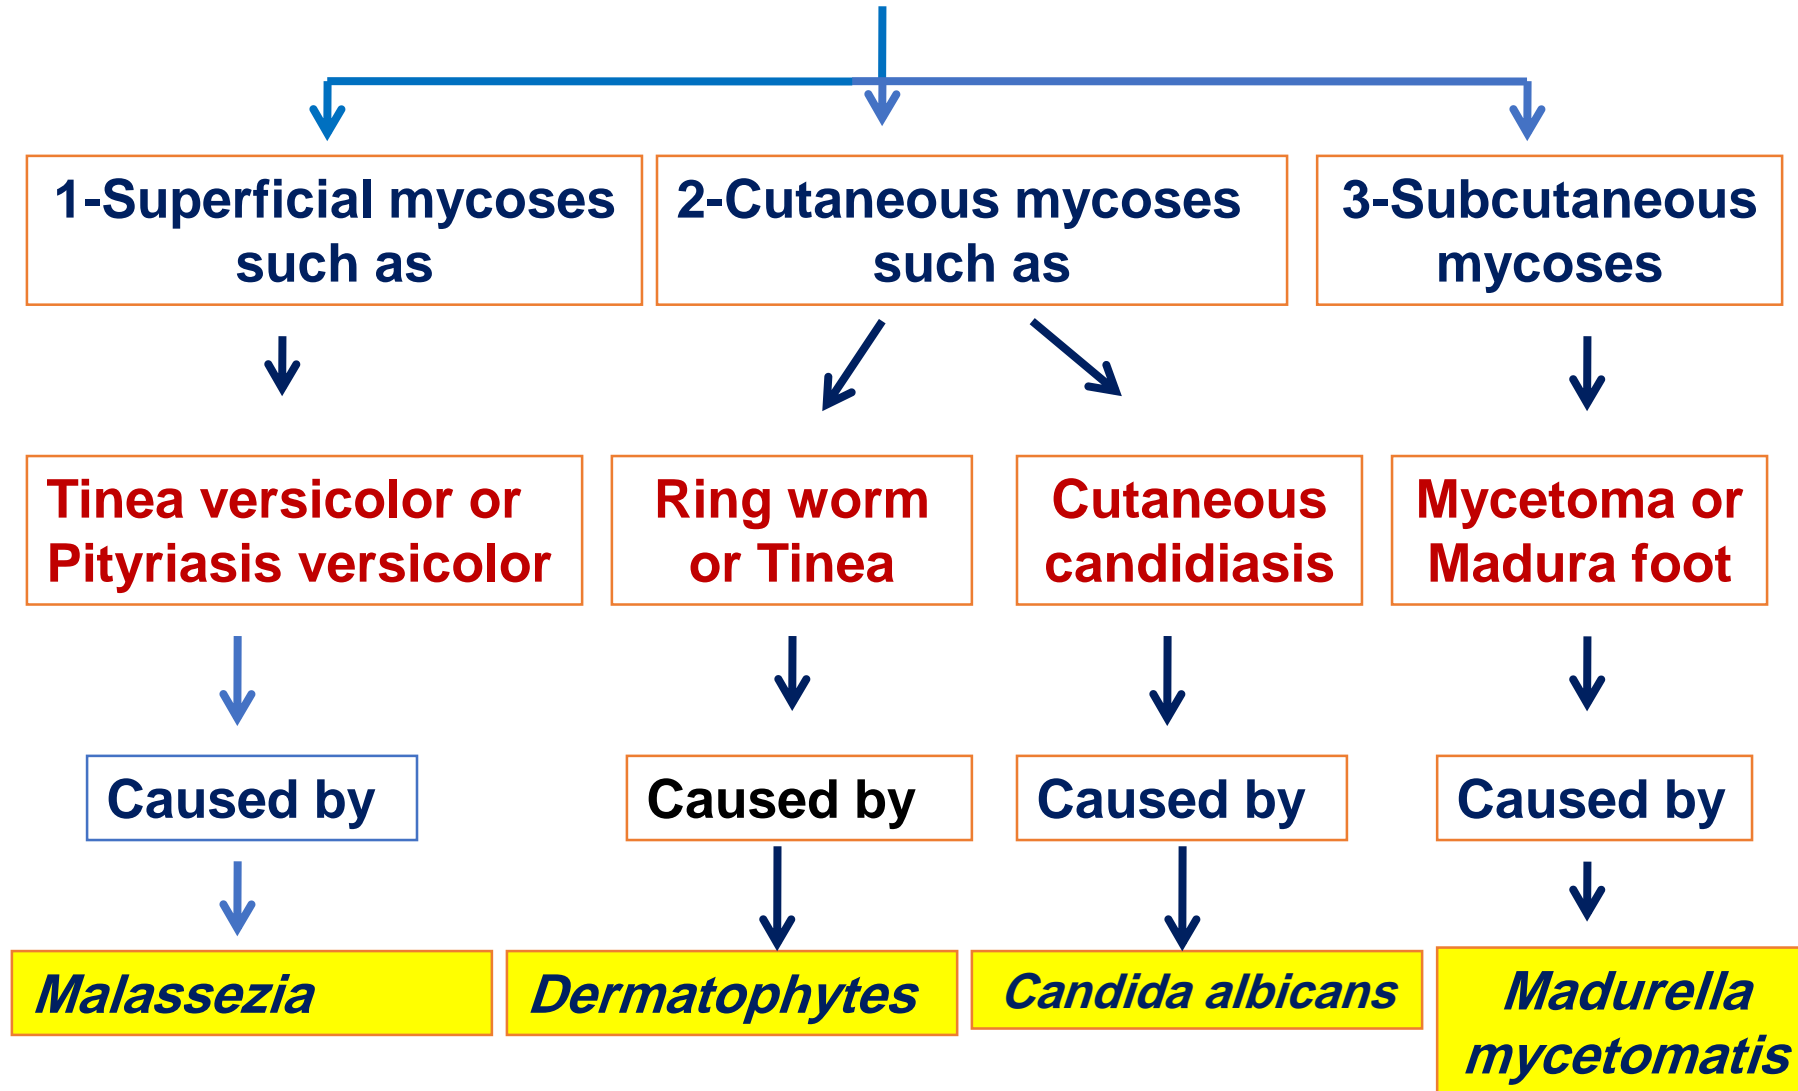 1-Superficial mycoses
such as
2-Cutaneous mycoses
such as
3-Subcutaneous
mycoses
Tinea versicolor or
Pityriasis versicolor
Ring worm
or Tinea
Cutaneous
candidiasis
Mycetoma or
Madura foot
Caused by
Caused by
Caused by
Caused by
Malassezia
Dermatophytes
Candida albicans
Madurella
mycetomatis